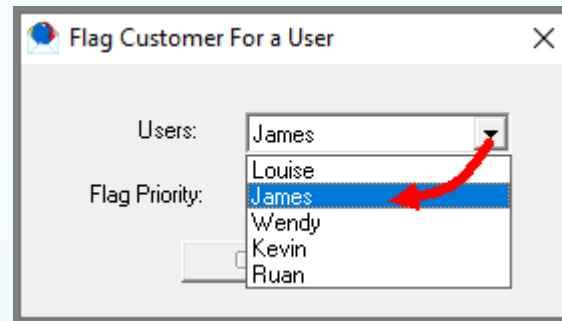 Flag Customer For a User
Users: James
Louise
Flag Priority: James
Wendy
Kevin
Ruan